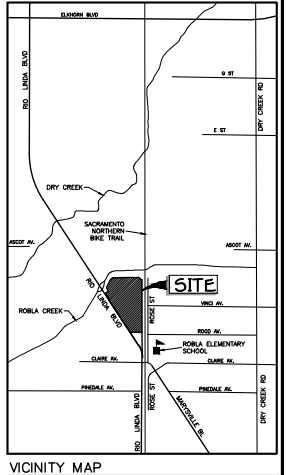 ELKHORN BLVD
RIO LINDA BLVD
G ST
DRY CREEK RD
E ST
DRY CREEK
SACRAMENTO
NORTHERN
BIKE TRAIL
ASCOT AV.
ASCOT AV.
RIO LINDA BLVD
SITE
ROSE ST
VINCI AV.
ROBLA CREEK
ROOD AV.
ROBLA ELEMENTARY
SCHOOL
CLAIRE AV.
CLAIRE AV.
PINEDALE AV.
PINEDALE AV.
RIO LINDA BLVD
ROSE ST
MARYSVILLE BL
DRY CREEK RD
VICINITY MAP